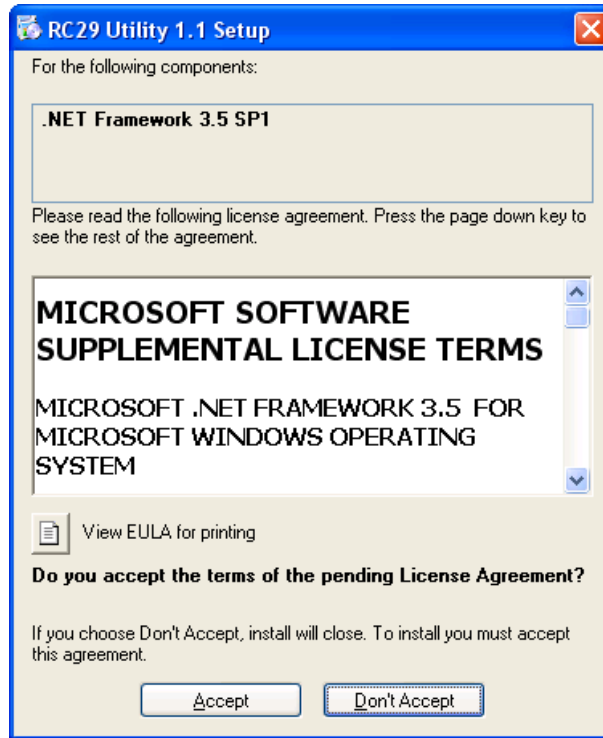 RC29 Utility 1.1 Setup
For the following components:
.NET Framework 3.5 SP1
Please read the following license agreement. Press the page down key to
see the rest of the agreement.
MICROSOFT SOFTWARE
SUPPLEMENTAL LICENSE TERMS
MICROSOFT .NET FRAMEWORK 3.5 FOR
MICROSOFT WINDOWS OPERATING
SYSTEM
View EULA for printing
Do you accept the terms of the pending License Agreement?
If you choose Don't Accept, install will close. To install you must accept
this agreement.
Accept
Don't Accept